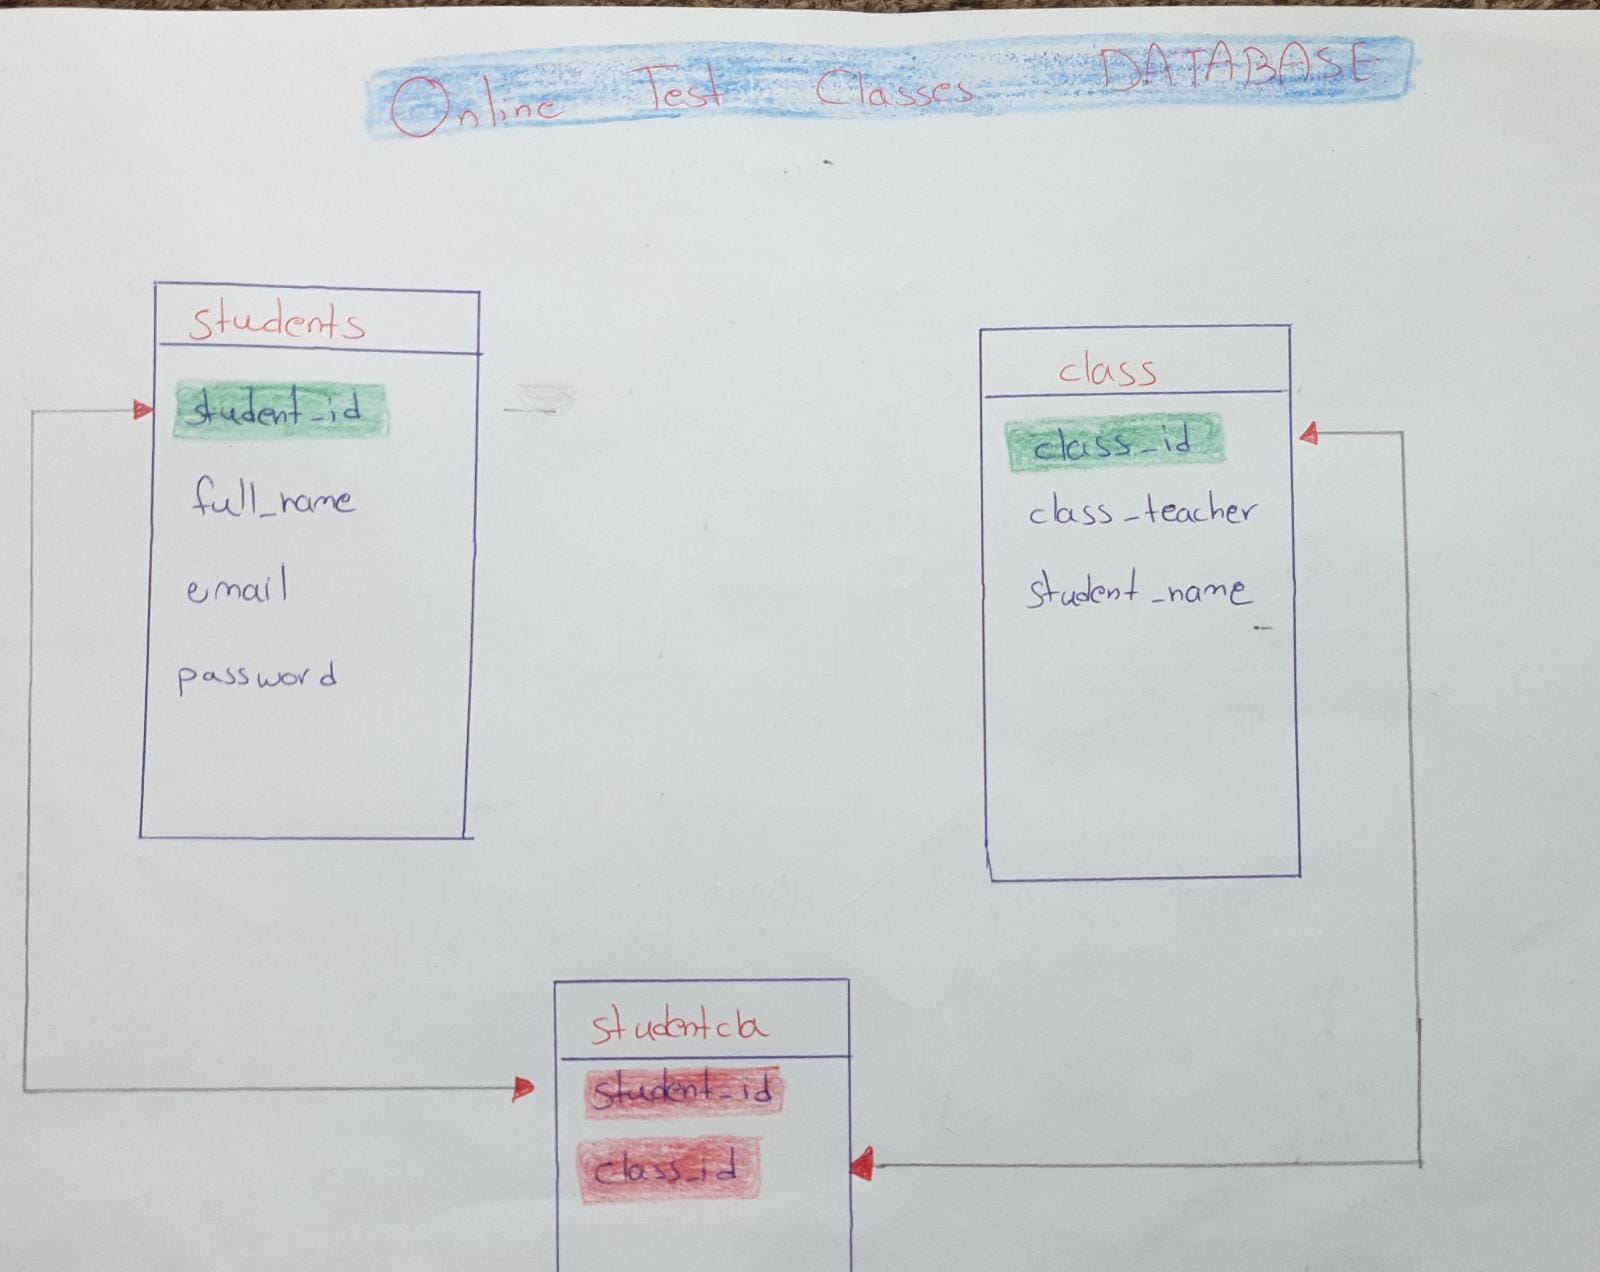 Online Test Classes DATABASE
students
student_id
full_name
email
password
class
class_id
class_teacher
student_name
studentcla
student_id
class_id